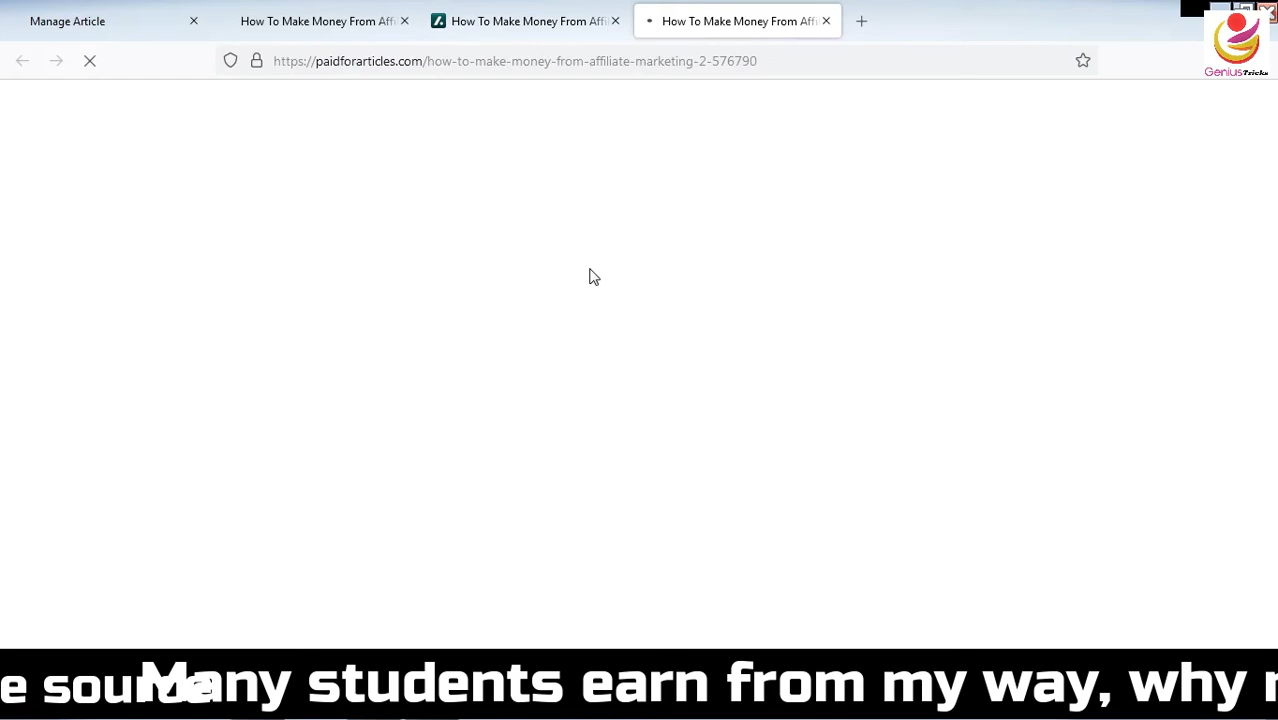 Manage Article
How To Make Money From Affi
How To Make Money From Affi
How To Make Money From Affi
https://paidforarticles.com/how-to-make-money-from-affiliate-marketing-2-576790
Genius Tricks
e source
Many students earn from my way, why